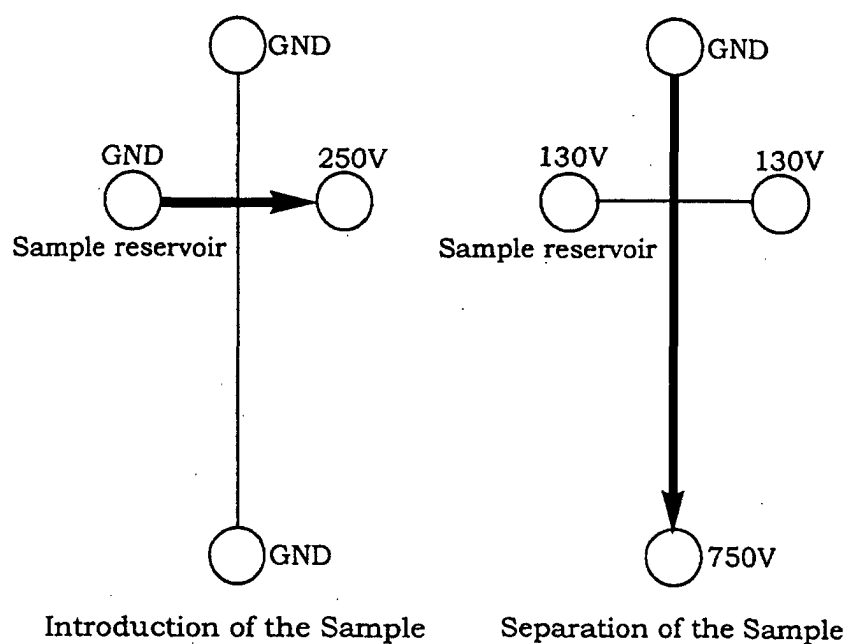 GND
GND
250V
Sample reservoir
GND
Introduction of the Sample
GND
130V
130V
Sample reservoir
750V
Separation of the Sample